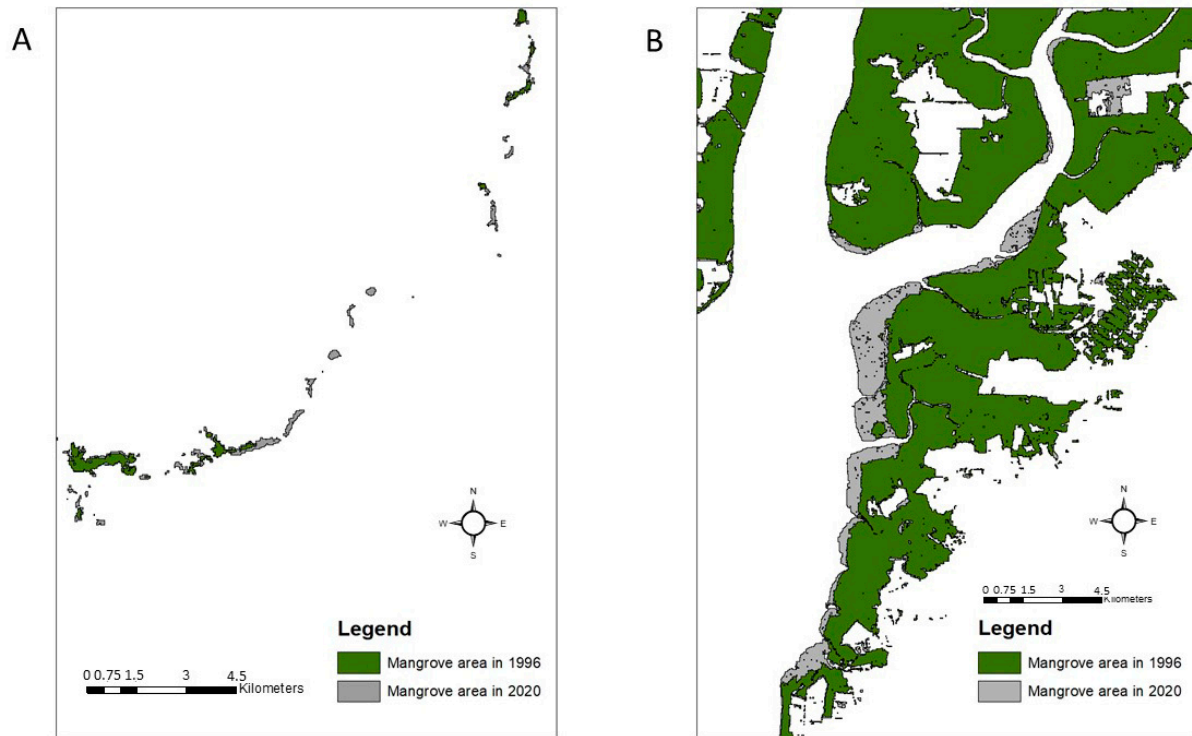 A
N
W E
S
Legend
Mangrove area in 1996
Mangrove area in 2020
0 0.75 1.5 3 4.5
Kilometers
B
N
W E
S
0 0.75 1.5 3 4.5
Kilometers
Legend
Mangrove area in 1996
Mangrove area in 2020